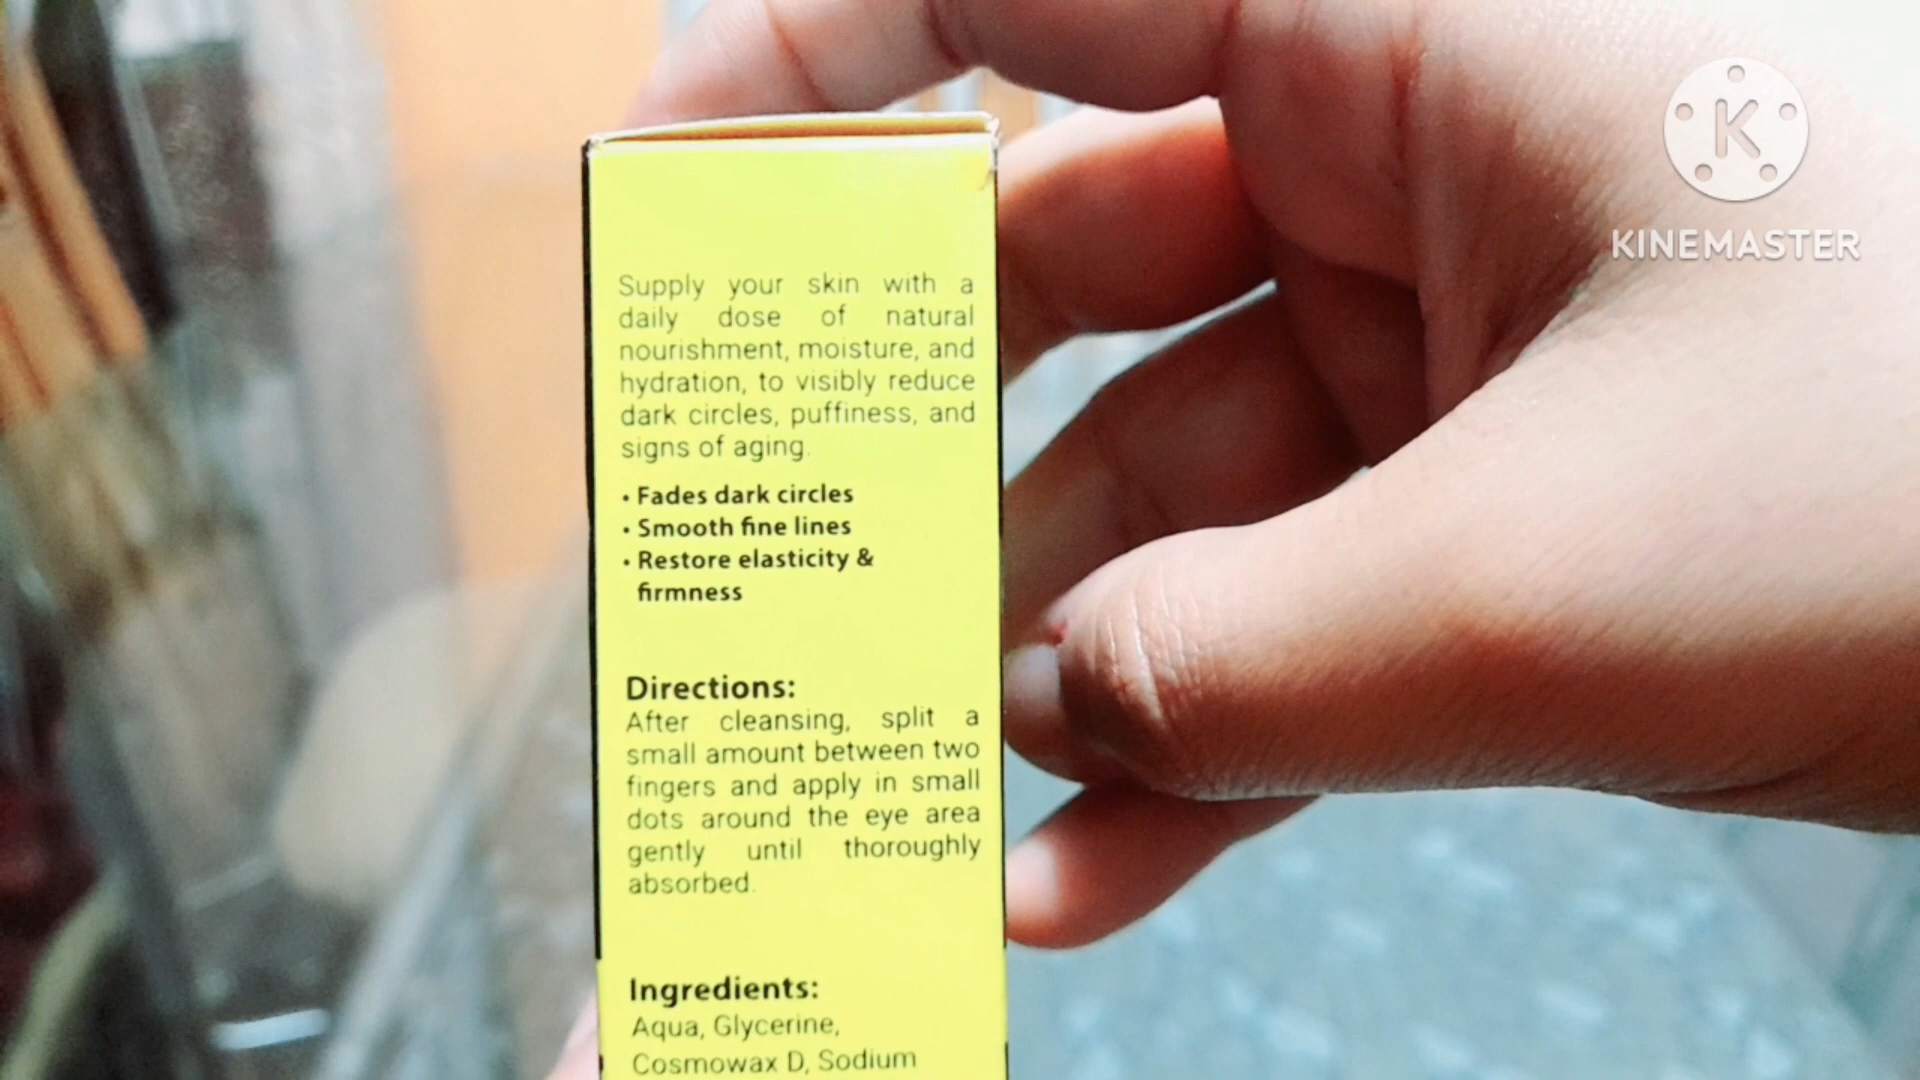 KINEMASTER
Supply your skin with a
daily dose of natural
nourishment, moisture, and
hydration, to visibly reduce
dark circles, puffiness, and
signs of aging.
• Fades dark circles
• Smooth fine lines
• Restore elasticity &
firmness
Directions:
After cleansing, split a
small amount between two
fingers and apply in small
dots around the eye area
gently until thoroughly
absorbed.
Ingredients:
Aqua, Glycerine,
Cosmowax D, Sodium